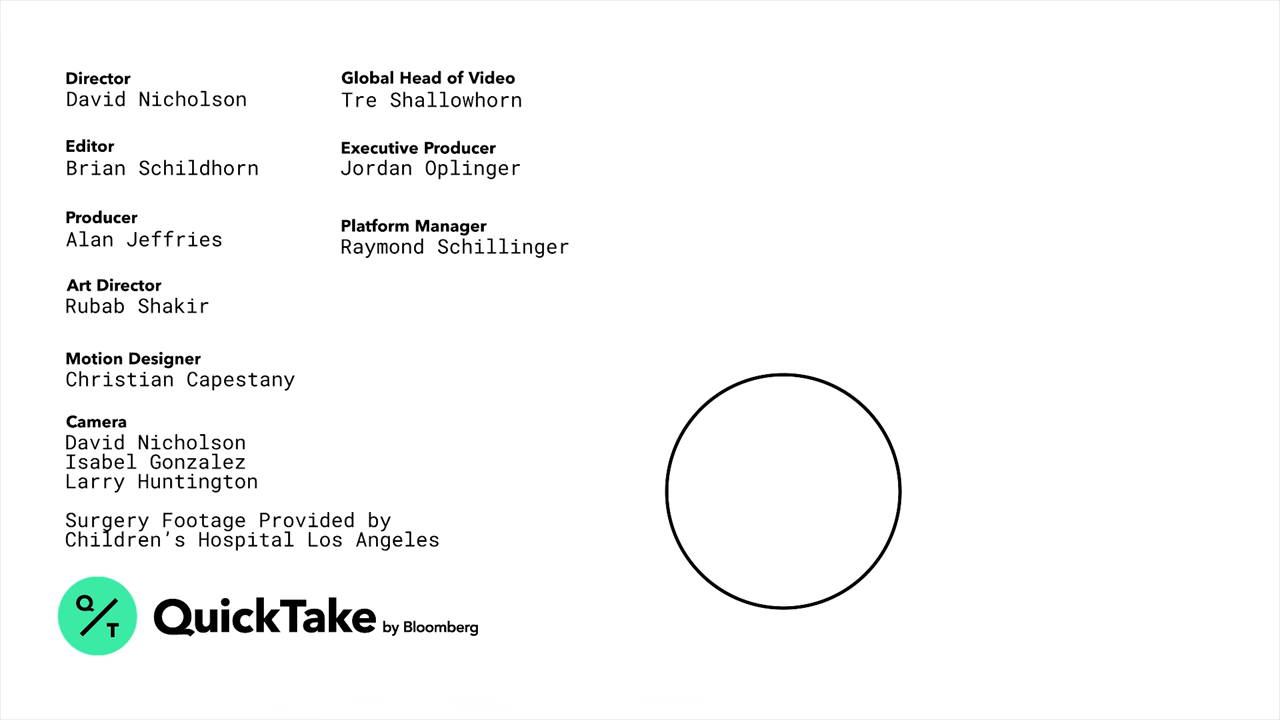 Director
David Nicholson
Editor
Brian Schildhorn
Producer
Alan Jeffries
Art Director
Rubab Shakir
Motion Designer
Christian Capestany
Camera
David Nicholson
Isabel Gonzalez
Larry Huntington
Surgery Footage Provided by
Children’s Hospital Los Angeles
Global Head of Video
Tre Shallowhorn
Executive Producer
Jordan Oplinger
Platform Manager
Raymond Schillinger
Q/T
QuickTake by Bloomberg